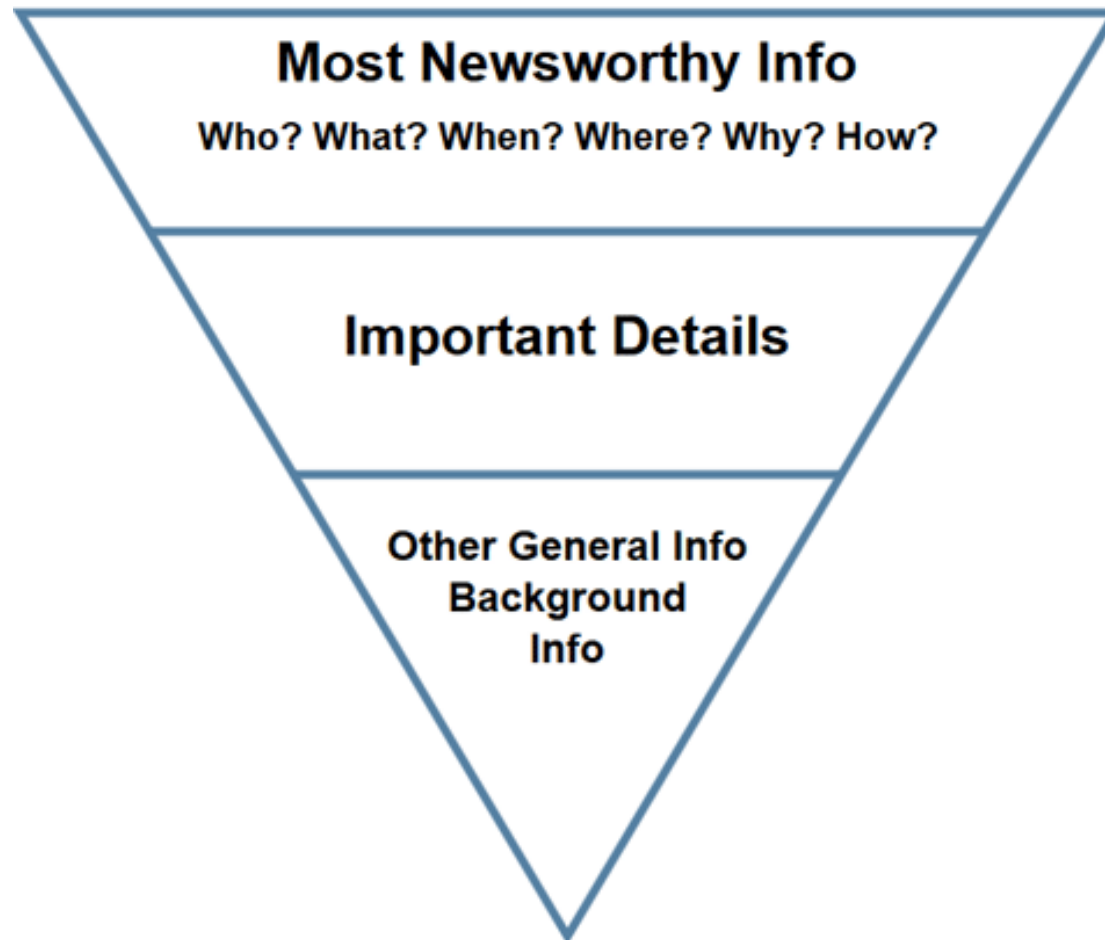 Most Newsworthy Info
Who? What? When? Where? Why? How?
Important Details
Other General Info
Background
Info